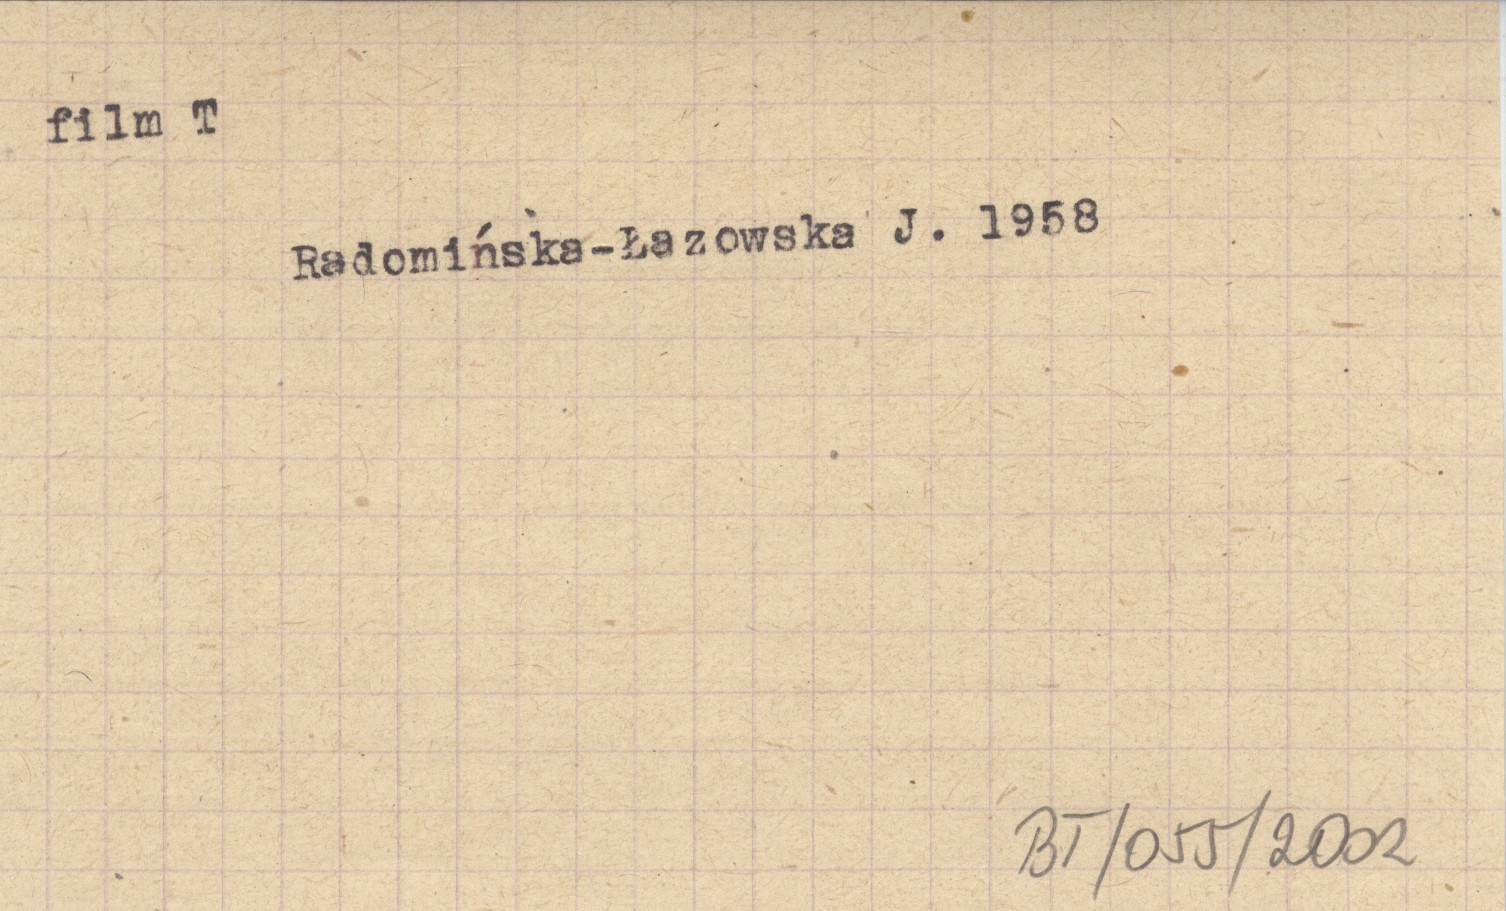 film T
Radomińska-Łazowska J. 1958
BT/055/2002